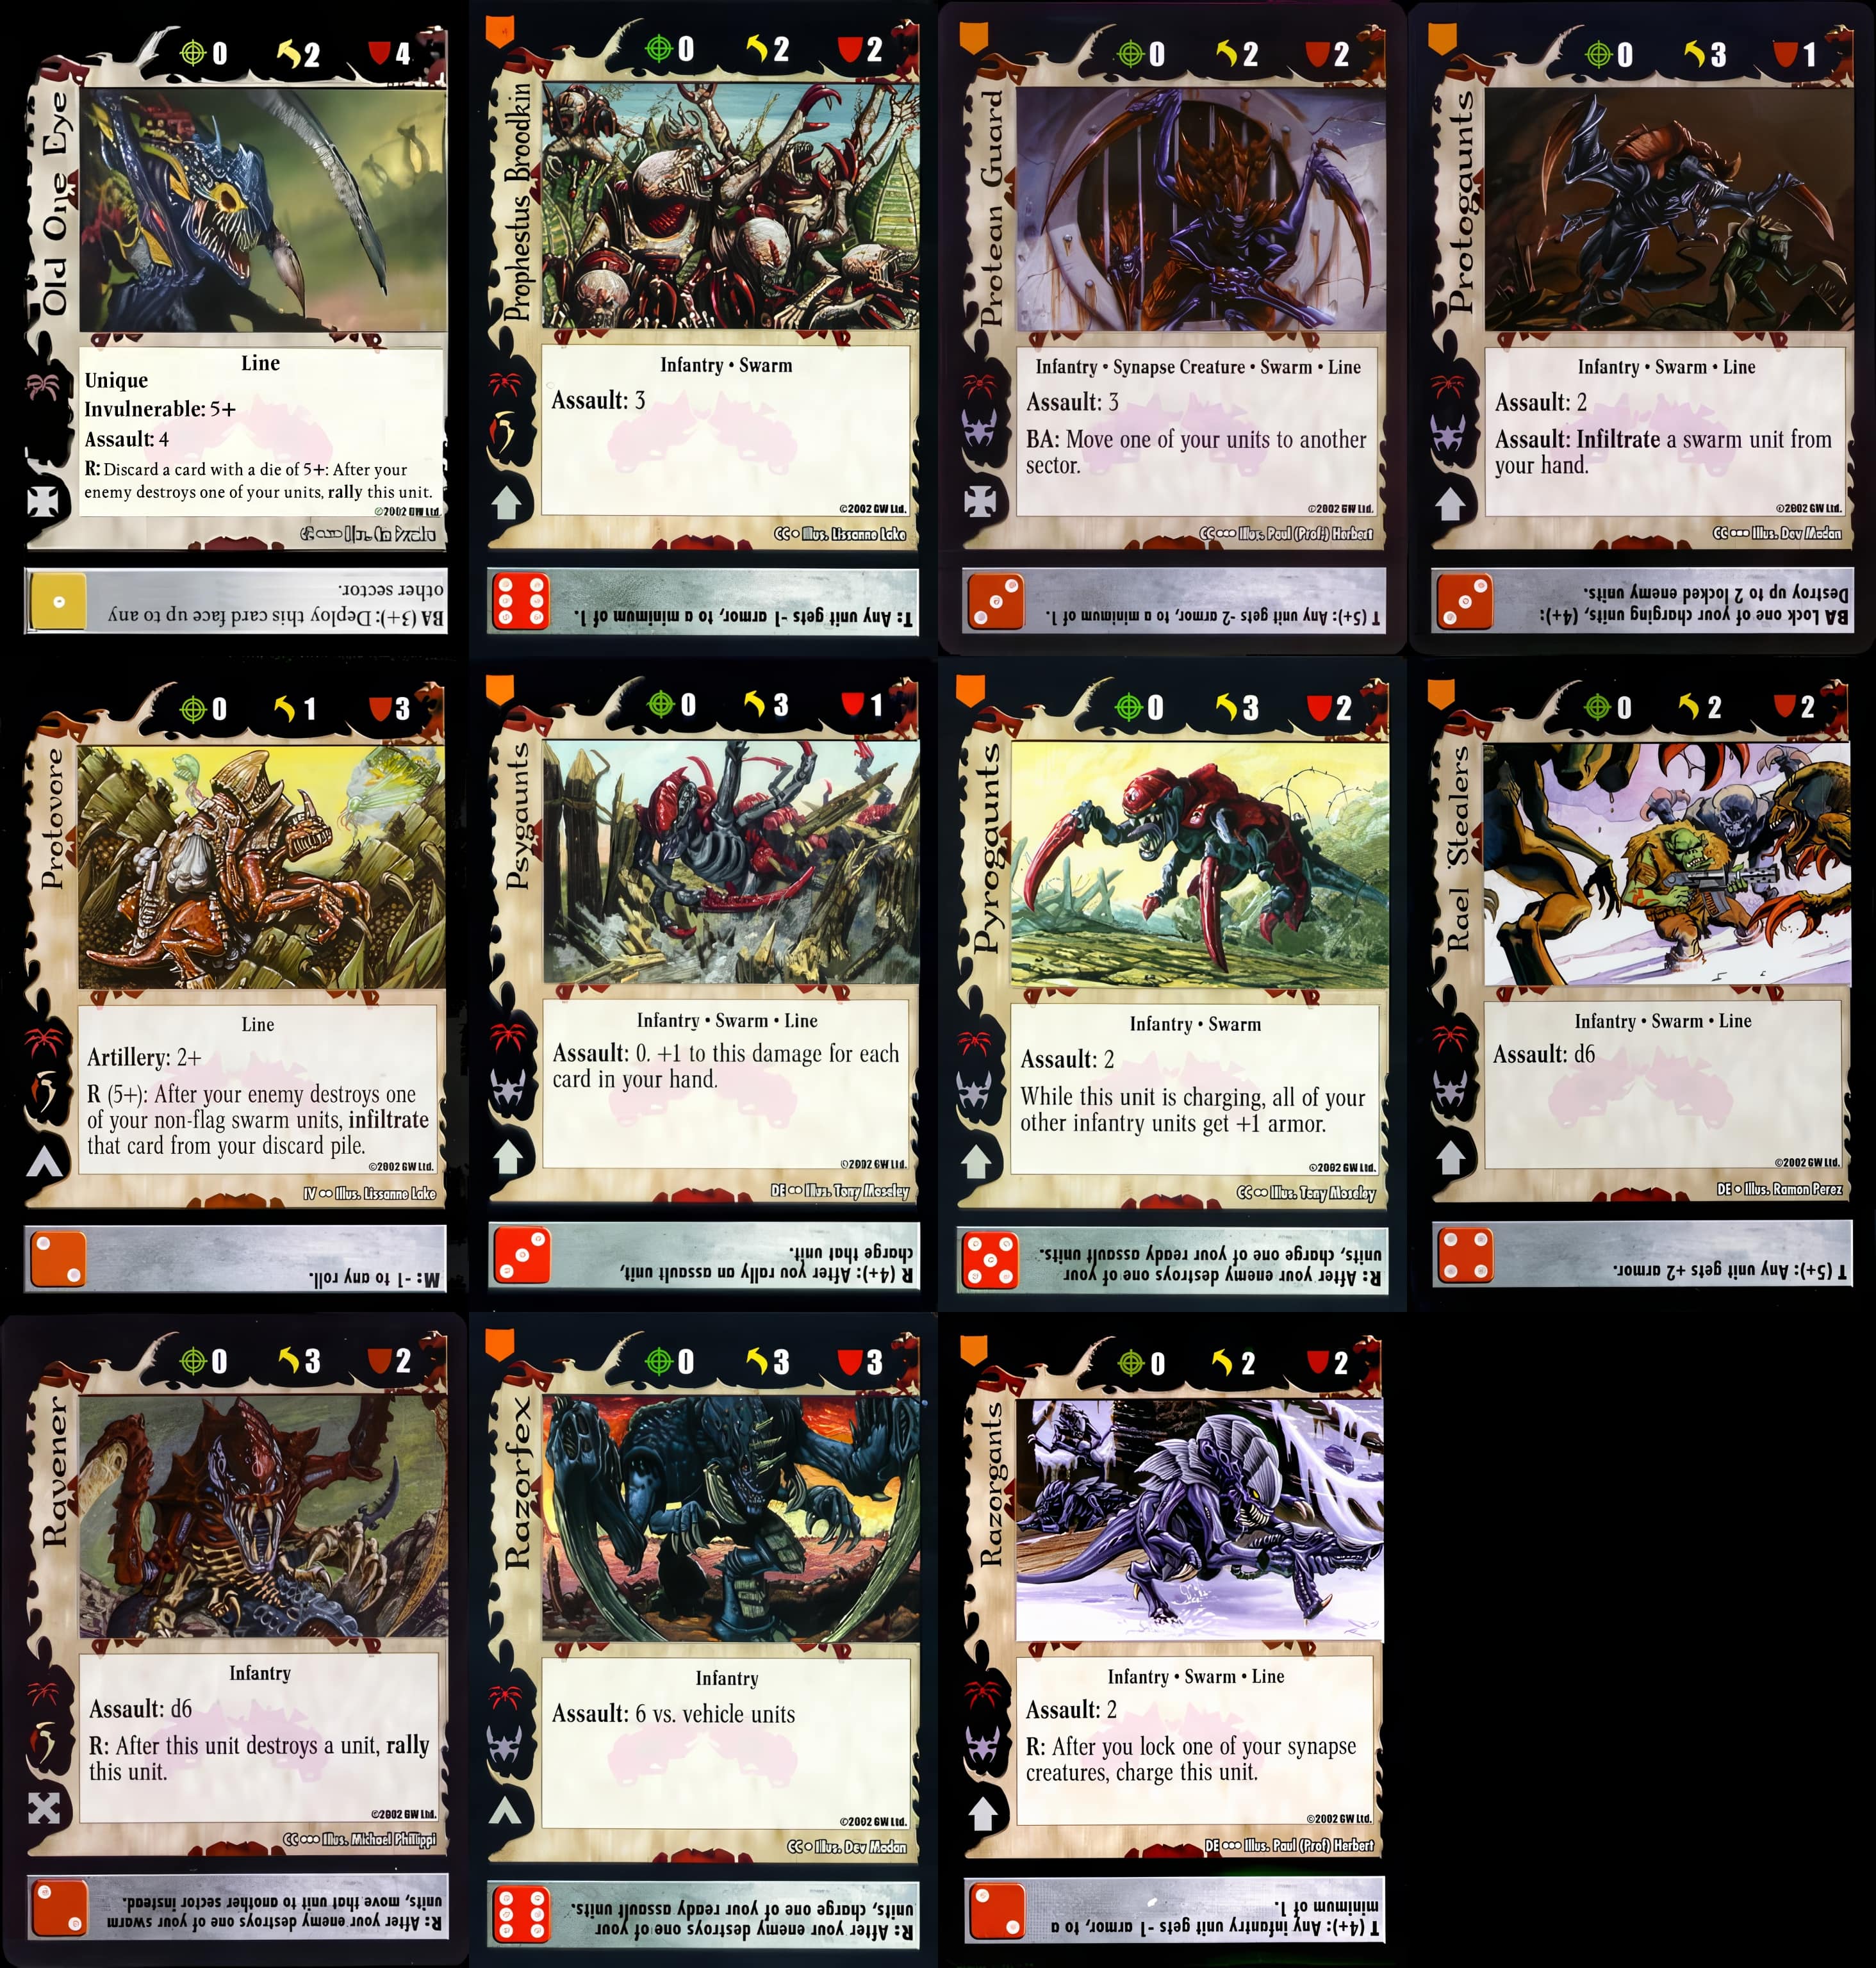 0 2 4
Old One Eye
Line
Unique
Invulnerable: 5+
Assault: 4
R: Discard a card with a die of 5+: After your
enemy destroys one of your units, rally this unit.
©2002 GW Ltd.
BA (3+): Deploy this card face up to any
other sector.
0 2 2
Prophestus Broodkin
Infantry • Swarm
Assault: 3
©2002 GW Ltd.
CC • Illus. Lissanne Lake
T: Any unit gets -1 armor, to a minimum of 1.
0 2 2
Protean Guard
Infantry • Synapse Creature • Swarm • Line
Assault: 3
BA: Move one of your units to another
sector.
©2002 GW Ltd.
CC ••• Illus. Paul (Prof!) Herbert
T (5+): Any unit gets -2 armor, to a minimum of 1.
0 3 1
Protogaunts
Infantry • Swarm • Line
Assault: 2
Assault: Infiltrate a swarm unit from
your hand.
©2002 GW Ltd.
CC ••• Illus. Dev Madan
BA Lock one of your charging units, (4+):
Destroy up to 2 locked enemy units.
0 1 3
Protovore
Line
Artillery: 2+
R (5+): After your enemy destroys one
of your non-flag swarm units, infiltrate
that card from your discard pile.
©2002 GW Ltd.
IV •• Illus. Lissanne Lake
M: -1 to any roll.
0 3 1
Psygaunts
Infantry • Swarm • Line
Assault: 0. +1 to this damage for each
card in your hand.
©2002 GW Ltd.
DE •• Illus. Tony Moseley
R (4+): After you rally an assault unit,
charge that unit.
0 3 2
Pyrogaunts
Infantry • Swarm
Assault: 2
While this unit is charging, all of your
other infantry units get +1 armor.
©2002 GW Ltd.
CC •• Illus. Tony Moseley
R: After your enemy destroys one of your
units, charge one of your ready assault units.
0 2 2
Rael 'Stealers
Infantry • Swarm • Line
Assault: d6
©2002 GW Ltd.
DE • Illus. Ramon Perez
T (5+): Any unit gets +2 armor.
0 3 2
Ravener
Infantry
Assault: d6
R: After this unit destroys a unit, rally
this unit.
©2002 GW Ltd.
CC ••• Illus. Michael Phillippi
R: After your enemy destroys one of your swarm
units, move that unit to another sector instead.
0 3 3
Razorfex
Infantry
Assault: 6 vs. vehicle units
©2002 GW Ltd.
CC • Illus. Dev Madan
R: After your enemy destroys one of your
units, charge one of your ready assault units.
0 2 2
Razorgants
Infantry • Swarm • Line
Assault: 2
R: After you lock one of your synapse
creatures, charge this unit.
©2002 GW Ltd.
DE ••• Illus. Paul (Prof!) Herbert
T (4+): Any infantry unit gets -1 armor, to a
minimum of 1.